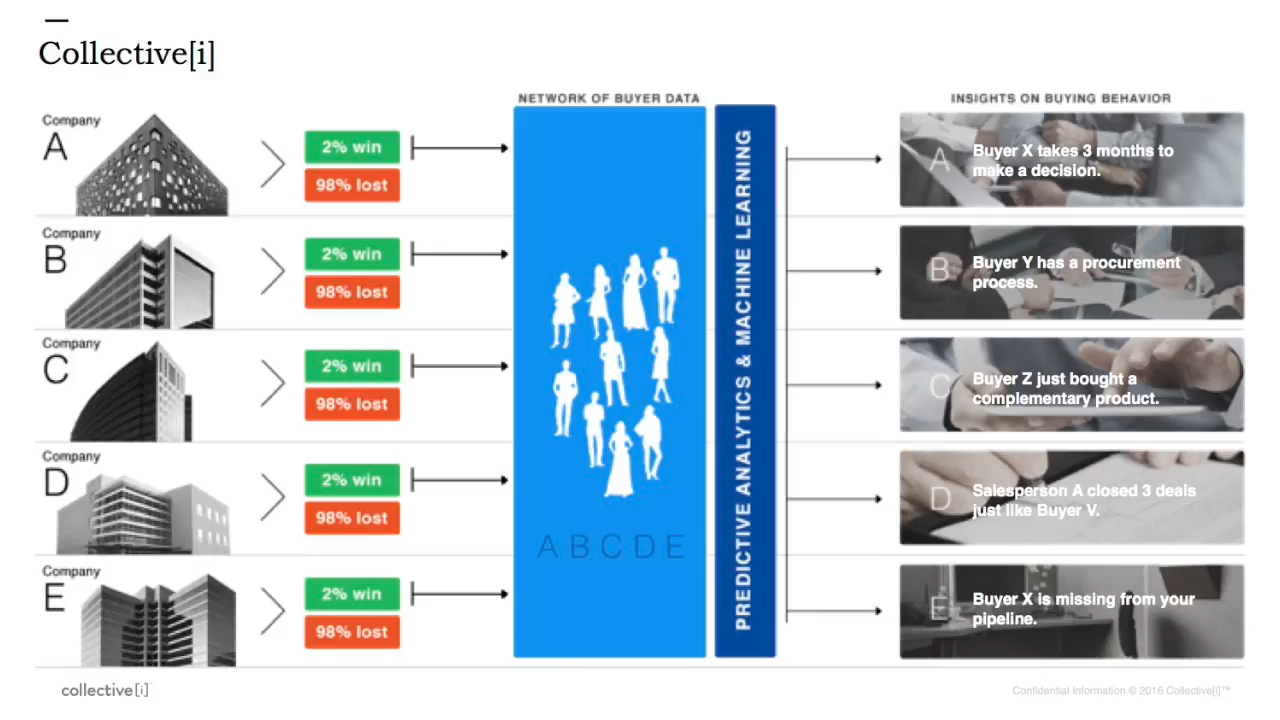 Collective[i]
NETWORK OF BUYER DATA
INSIGHTS ON BUYING BEHAVIOR
Company
A
2% win
98% lost
Company
B
2% win
98% lost
Company
C
2% win
98% lost
Company
D
2% win
98% lost
Company
E
2% win
98% lost
A B C D E
PREDICTIVE ANALYTICS & MACHINE LEARNING
A
Buyer X takes 3 months to
make a decision.
B
Buyer Y has a procurement
process.
C
Buyer Z just bought a
complementary product.
D
Salesperson A closed 3 deals
just like Buyer V.
E
Buyer X is missing from your
pipeline.
collective[i]™
Confidential Information © 2016 Collective[i]™